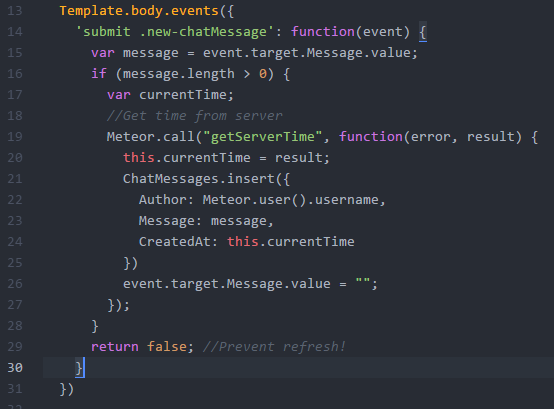 13 Template.body.events({
14 'submit .new-chatMessage': function(event) {
15 var message = event.target.Message.value;
16 if (message.length > 0) {
17 var currentTime;
18 //Get time from server
19 Meteor.call("getServerTime", function(error, result) {
20 this.currentTime = result;
21 ChatMessages.insert({
22 Author: Meteor.user().username,
23 Message: message,
24 CreatedAt: this.currentTime
25 })
26 event.target.Message.value = "";
27 });
28 }
29 return false; //Prevent refresh!
30 }
31 })